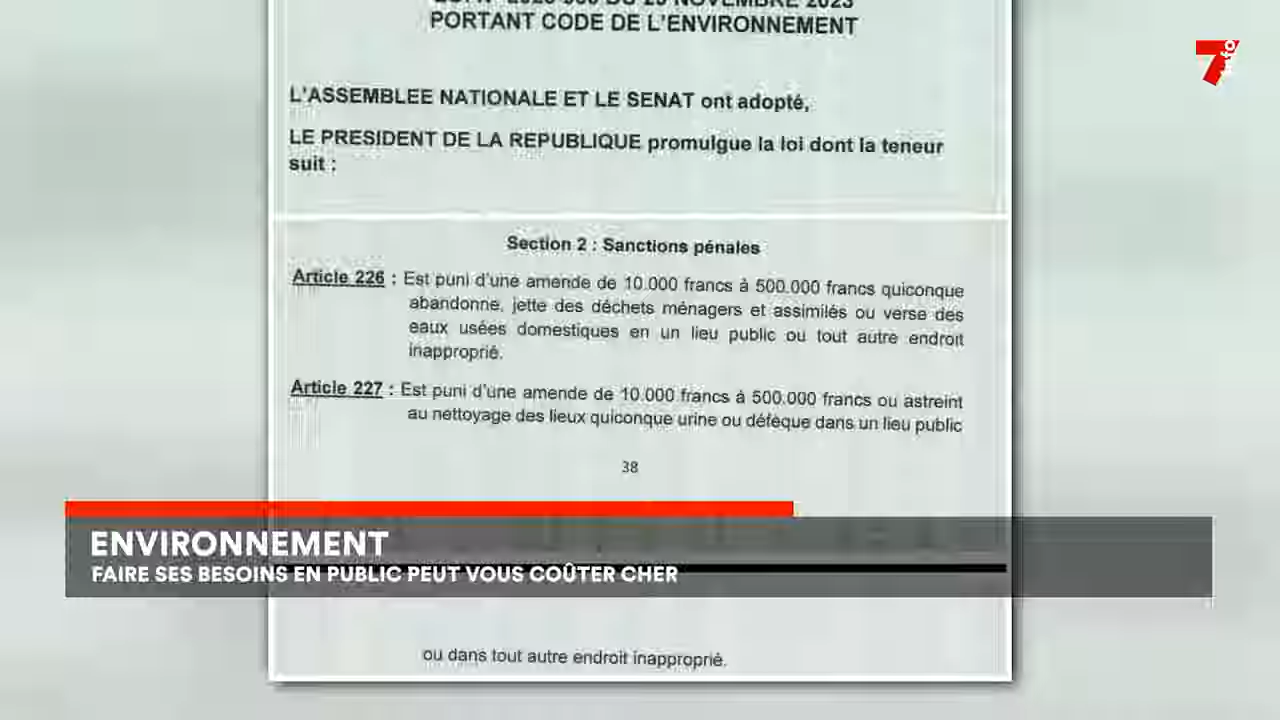 PORTANT CODE DE L'ENVIRONNEMENT
7info
L'ASSEMBLEE NATIONALE ET LE SENAT ont adopté,
LE PRESIDENT DE LA REPUBLIQUE promulgue la loi dont la teneur
suit :
Section 2 : Sanctions pénales
Article 226 : Est puni d'une amende de 10.000 francs à 500.000 francs quiconque
abandonne, jette des déchets ménagers et assimilés ou verse des
eaux usées domestiques en un lieu public ou tout autre endroit
inapproprié.
Article 227 : Est puni d'une amende de 10.000 francs à 500.000 francs ou astreint
au nettoyage des lieux quiconque urine ou défèque dans un lieu public
38
ENVIRONNEMENT
FAIRE SES BESOINS EN PUBLIC PEUT VOUS COÛTER CHER
ou dans tout autre endroit inapproprié.